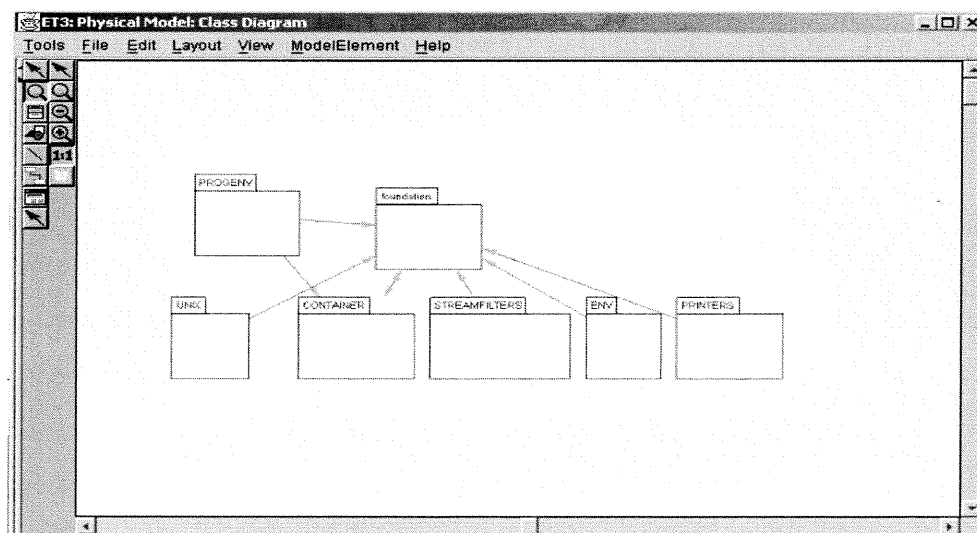 ET3: Physical Model: Class Diagram
Tools File Edit Layout View ModelElement Help
1:1
PROGENV
foundation
UNIX
CONTAINER
STREAMFILTERS
ENV
PRINTERS